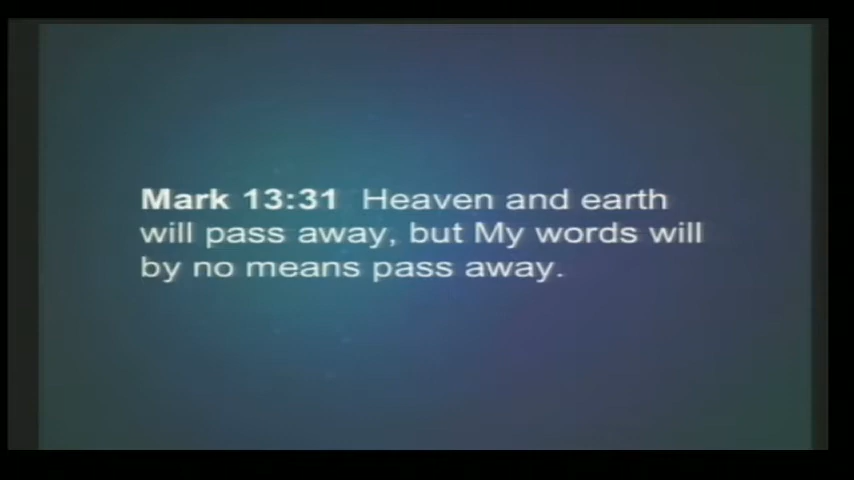 Mark 13:31 Heaven and earth
will pass away, but My words will
by no means pass away.